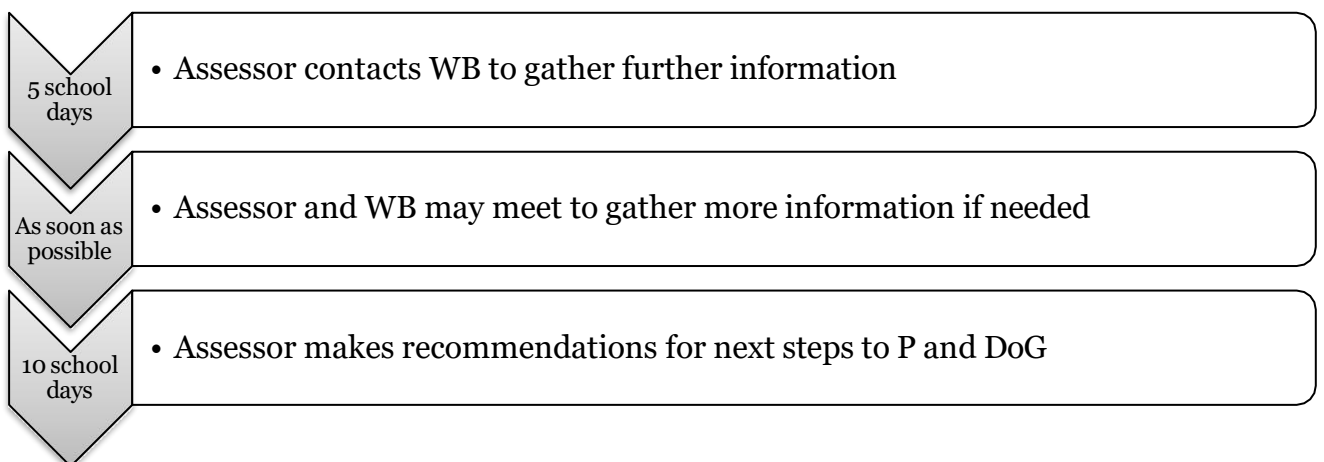 5 school
days
• Assessor contacts WB to gather further information
As soon as
possible
• Assessor and WB may meet to gather more information if needed
10 school
days
• Assessor makes recommendations for next steps to P and DoG